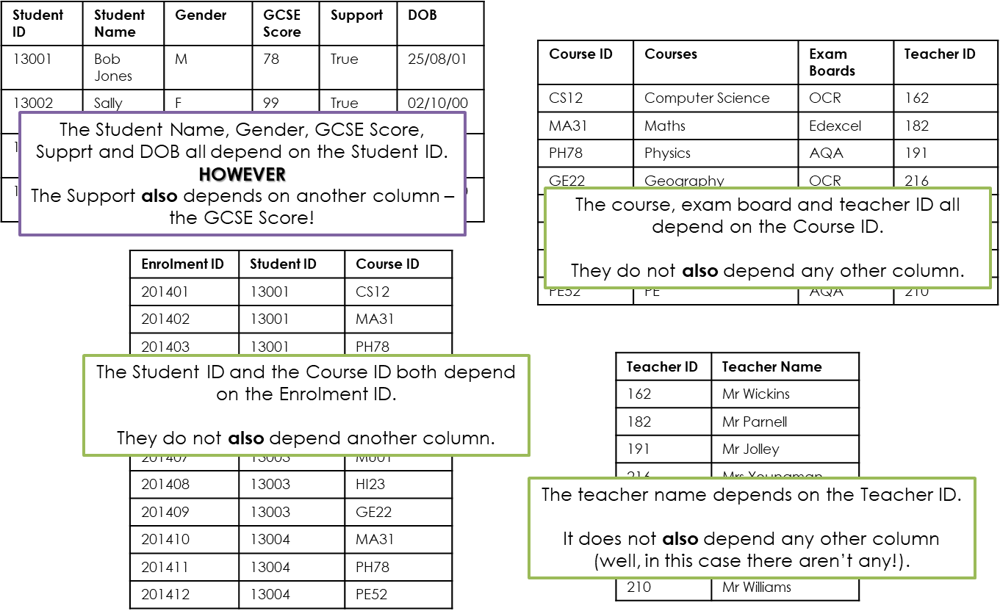 Student ID Student Name Gender GCSE Score Support DOB
13001 Bob Jones M 78 True 25/08/01
13002 Sally F 99 True 02/10/00
The Student Name, Gender, GCSE Score,
Supprt and DOB all depend on the Student ID.
HOWEVER
The Support also depends on another column –
the GCSE Score!
Course ID Courses Exam Boards Teacher ID
CS12 Computer Science OCR 162
MA31 Maths Edexcel 182
PH78 Physics AQA 191
GE22 Geography OCR 216
The course, exam board and teacher ID all
depend on the Course ID.
They do not also depend any other column.
PE52 PE AQA 210
Enrolment ID Student ID Course ID
201401 13001 CS12
201402 13001 MA31
201403 13001 PH78
The Student ID and the Course ID both depend
on the Enrolment ID.
They do not also depend another column.
201407 13003 MU01
201408 13003 HI23
201409 13003 GE22
201410 13004 MA31
201411 13004 PH78
201412 13004 PE52
Teacher ID Teacher Name
162 Mr Wickins
182 Mr Parnell
191 Mr Jolley
216 Mrs Youngman
The teacher name depends on the Teacher ID.
It does not also depend any other column
(well, in this case there aren't any!).
210 Mr Williams